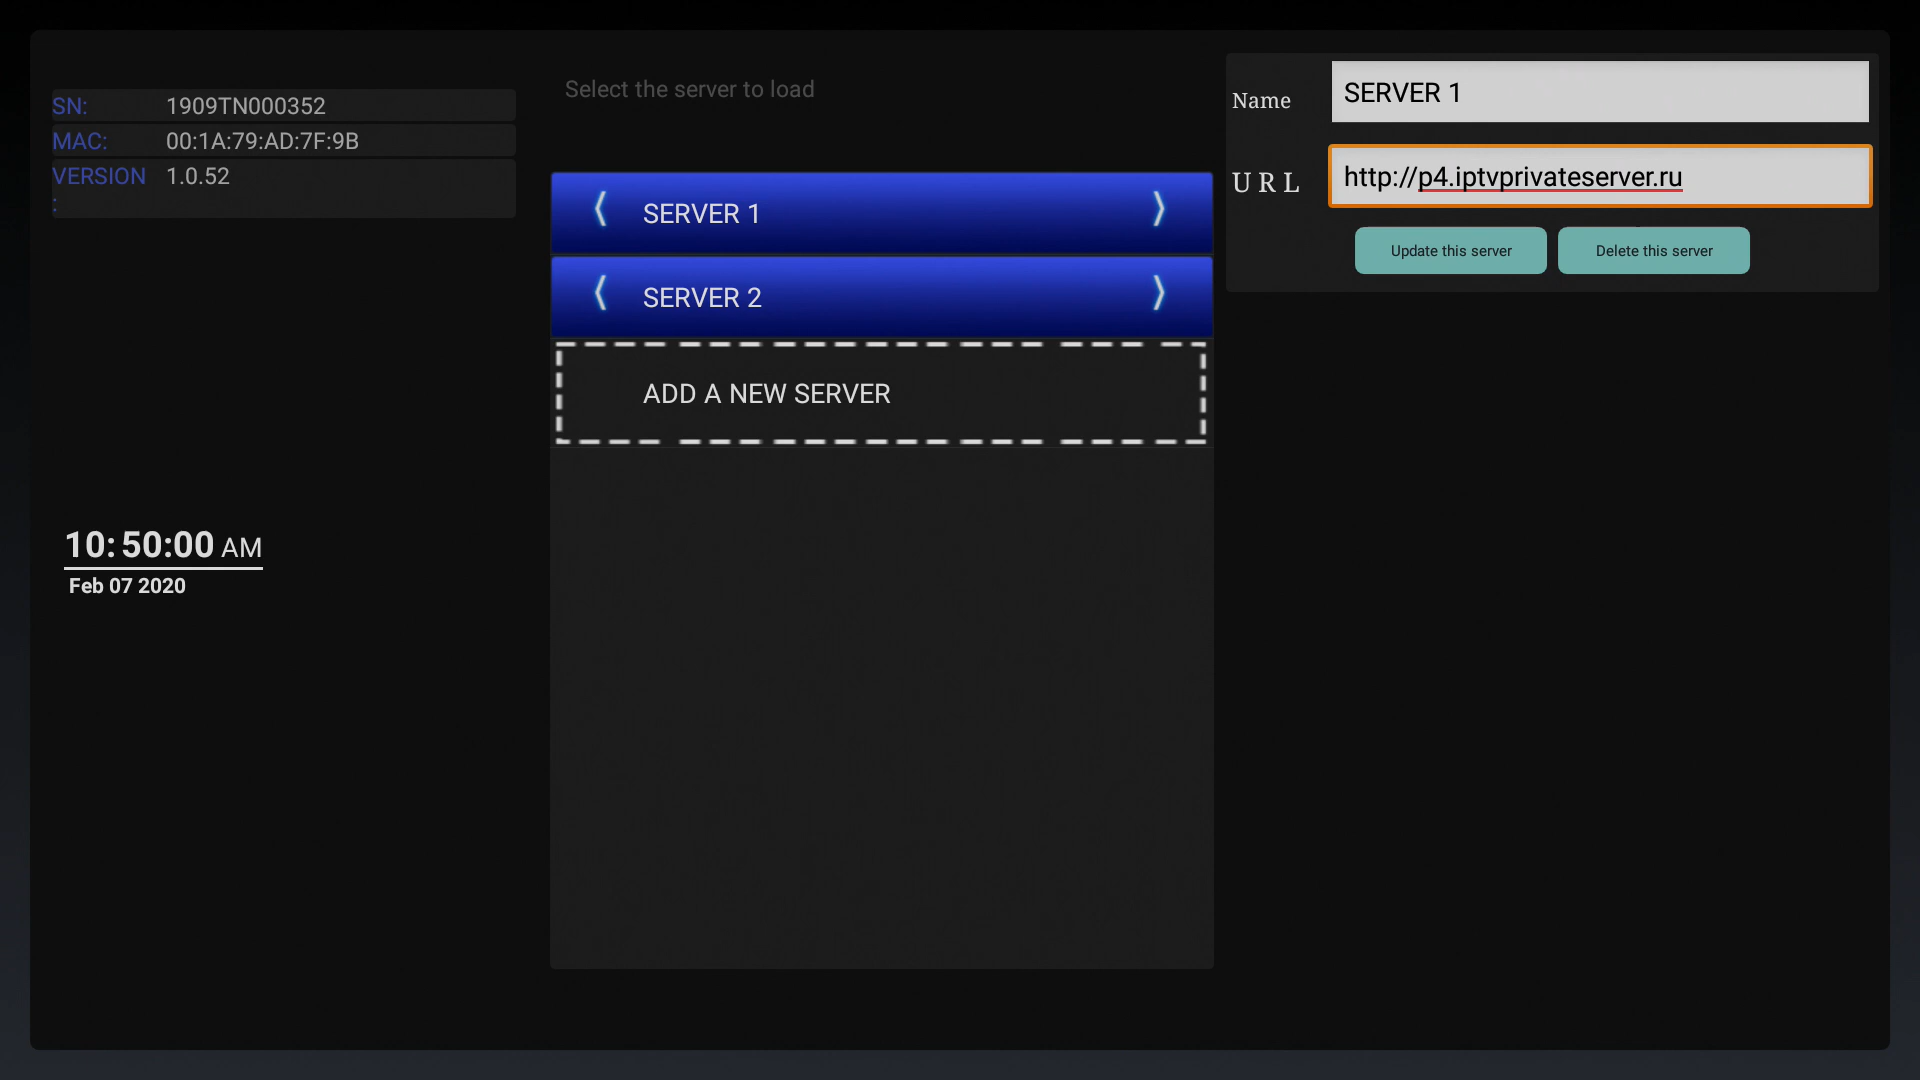 SN: 1909TN000352
MAC: 00:1A:79:AD:7F:9B
VERSION 1.0.52
:
10:50:00 AM
Feb 07 2020
Select the server to load
SERVER 1
SERVER 2
ADD A NEW SERVER
Name SERVER 1
URL http://p4.iptvprivateserver.ru
Update this server Delete this server